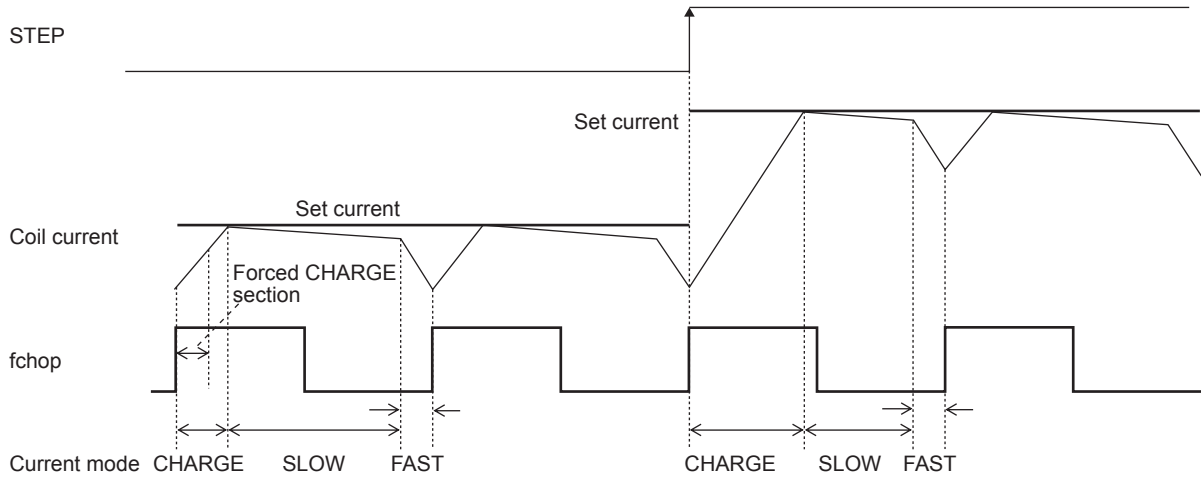 STEP
Set current
Set current
Coil current
Forced CHARGE
section
fchop
Current mode CHARGE SLOW FAST CHARGE SLOW FAST